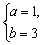 a = 1,
b = 3